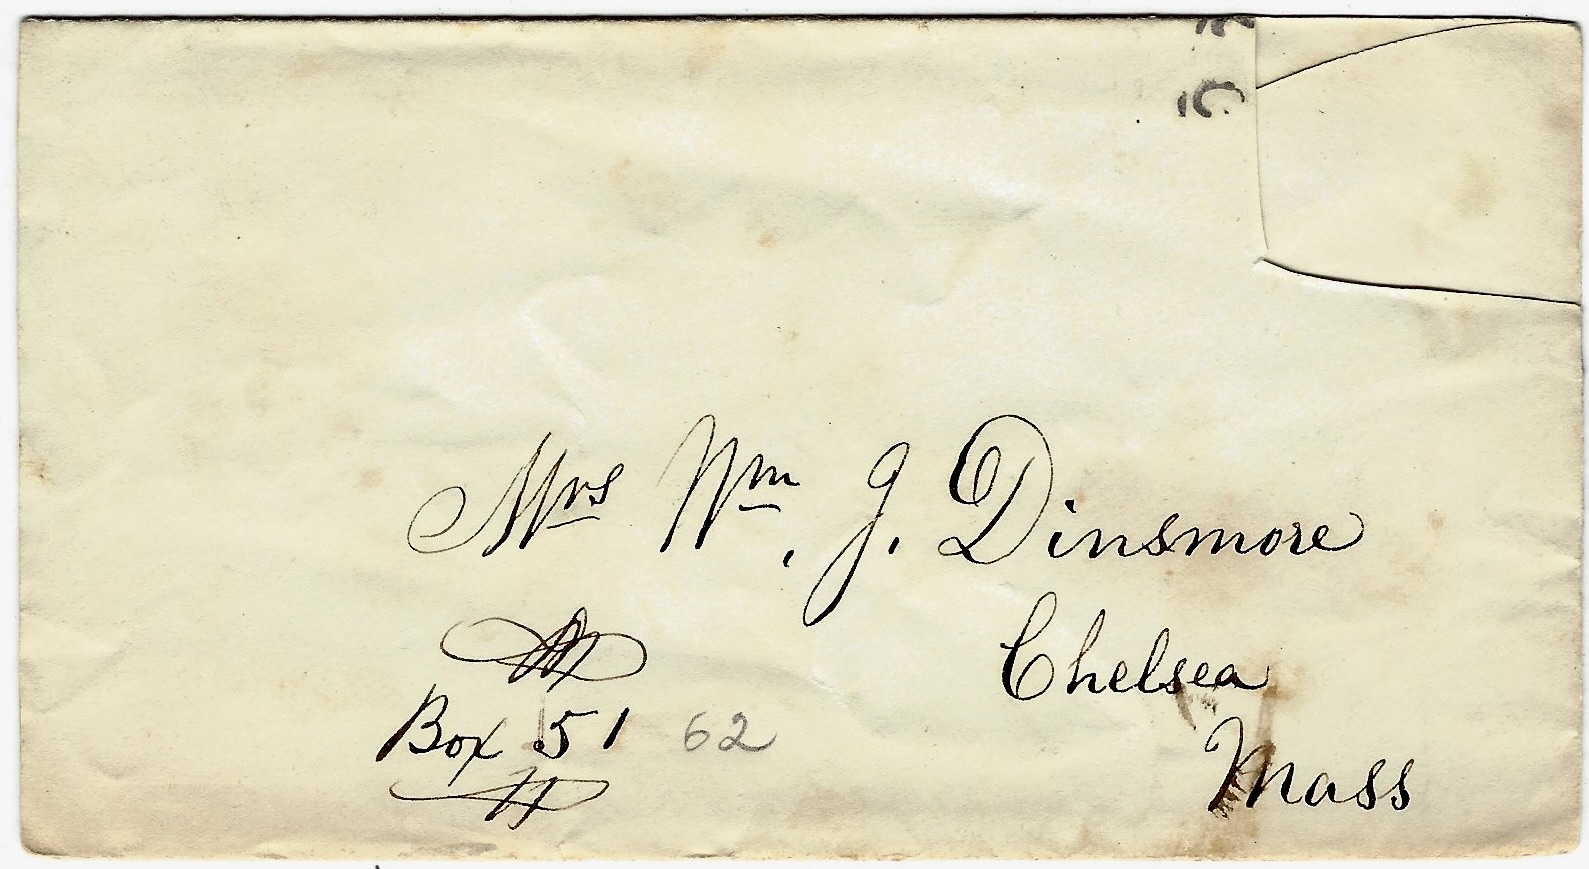 Mrs Wm. J. Dinsmore
Chelsea
Box 51 62
Mass